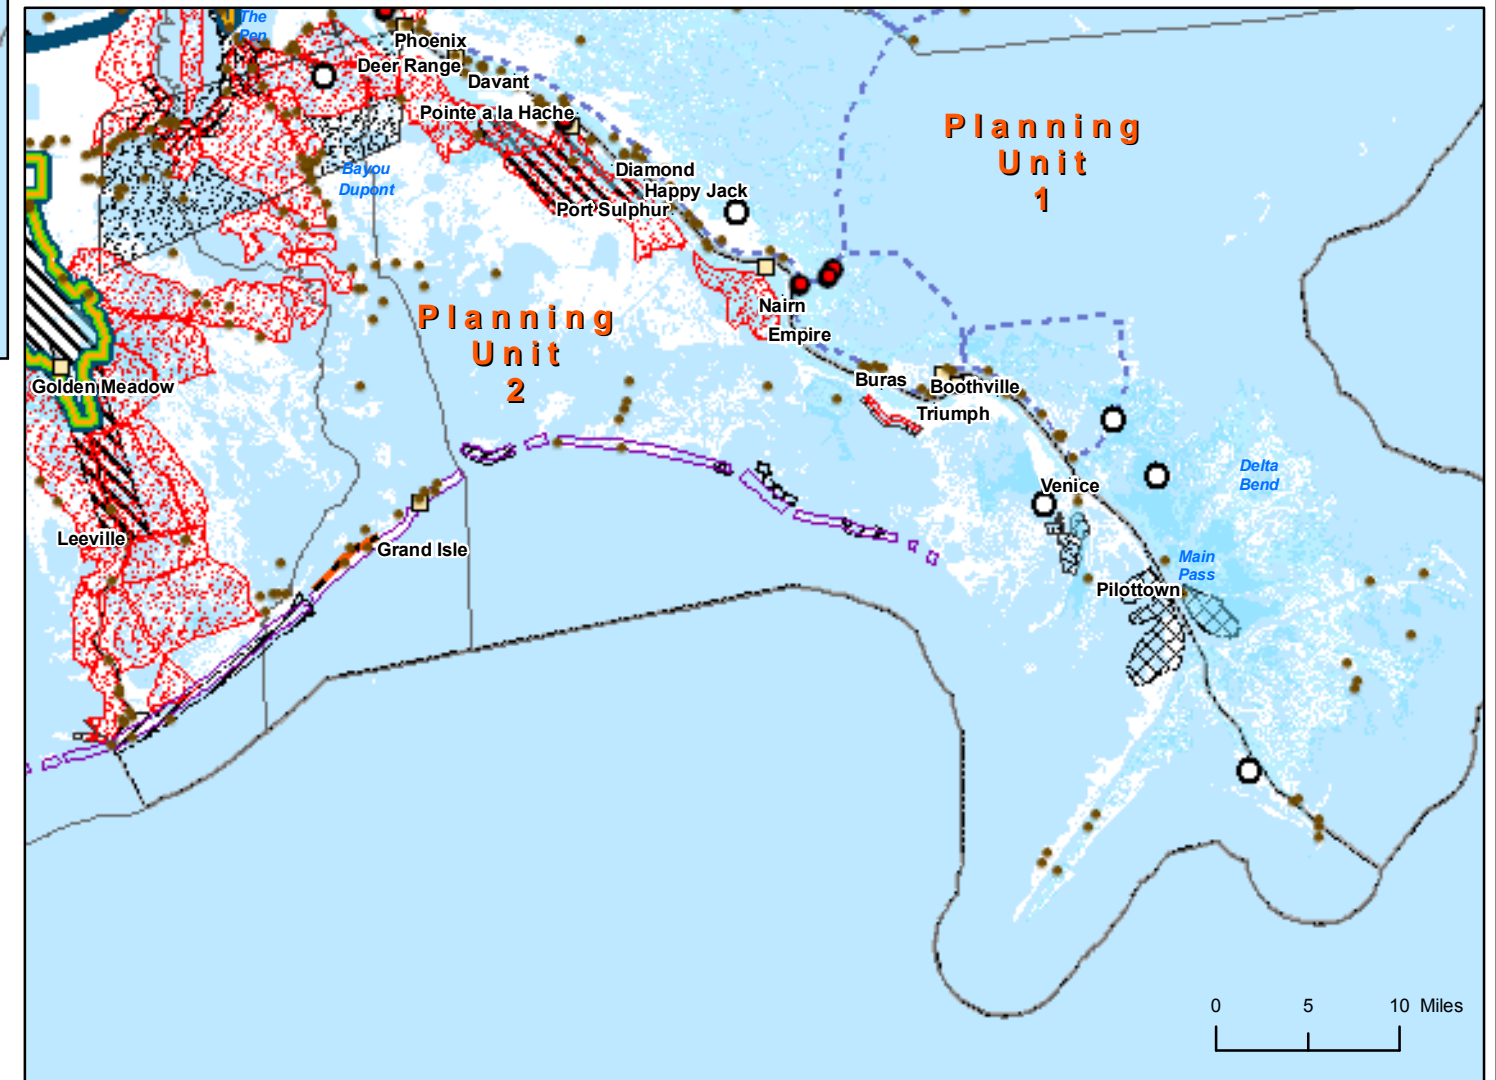 The
Pen
Phoenix
Deer Range
Davant
Pointe a la Hache
Planning
Unit
1
Bayou
Dupont
Diamond
Happy Jack
Port Sulphur
Planning
Unit
2
Nairn
Empire
Golden Meadow
Buras
Boothville
Triumph
Delta
Bend
Venice
Leeville
Grand Isle
Main
Pass
Pilottown
0 5 10 Miles